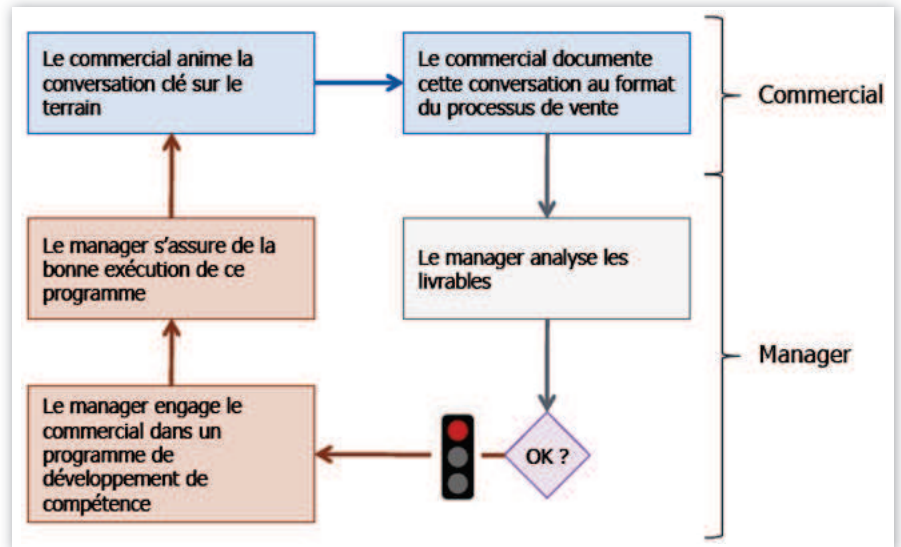 Le commercial anime la
conversation clé sur le
terrain
Le commercial documente
cette conversation au format
du processus de vente
Commercial
Le manager s'assure de la
bonne exécution de ce
programme
Le manager analyse les
livrables
Manager
Le manager engage le
commercial dans un
programme de
développement de
compétence
OK ?